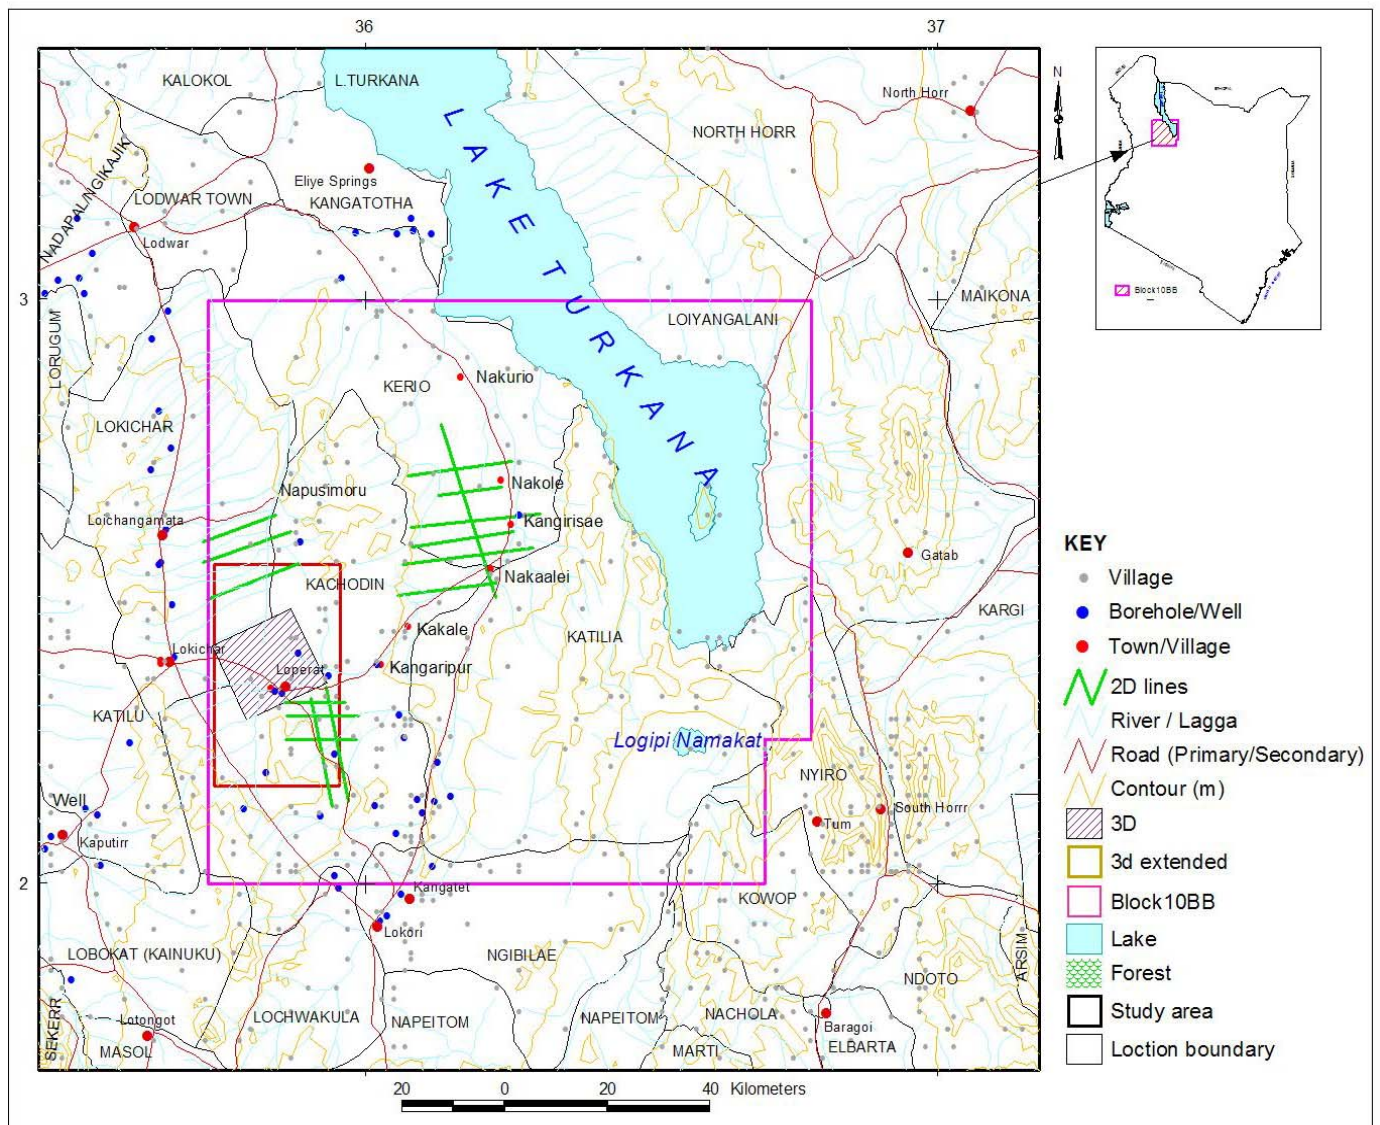 36
37
KALOKOL
L.TURKANA
North Horr
NORTH HORR
N
LAKE TURKANA
NADAPAL/NGIKAJIK
Eliye Springs
LODWAR TOWN
KANGATOTHA
Lodwar
3
MAIKONA
Block10BB
LOIYANGALANI
LORUGUM
KERIO
Nakurio
LOKICHAR
Nakole
Napusimoru
Loichangamata
Kangirisae
KEY
Gatab
Village
Nakaalei
KACHODIN
Borehole/Well
KARGI
Kakale
KATILIA
Town/Village
Lokichar
Kangaripur
Loperat
2D lines
KATILU
River / Lagga
Logipi Namakat
Road (Primary/Secondary)
NYIRO
Contour (m)
Well
South Horrr
Tum
3D
Kaputirr
3d extended
2
Kangatet
KOWOP
Block10BB
Lokori
Lake
LOBOKAT (KAINUKU)
NGIBILAE
ARSIM
Forest
NDOTO
SEKERR
Lotongot
LOCHWAKULA
NAPEITOM
NAPEITOM
NACHOLA
Study area
Baragoi
MASOL
MARTI
ELBARTA
Loction boundary
20 0 20 40 Kilometers